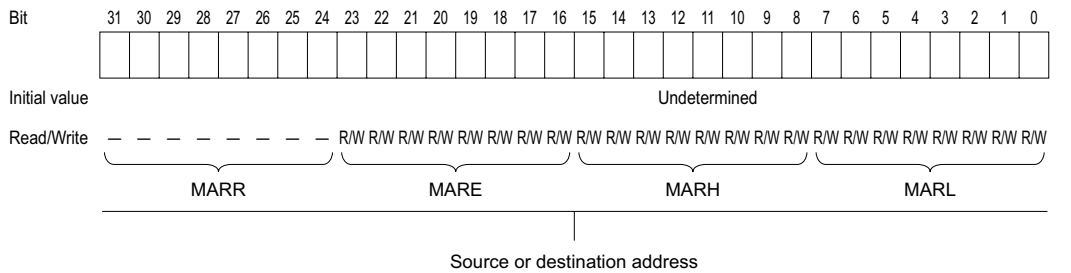 Bit 31 30 29 28 27 26 25 24 23 22 21 20 19 18 17 16 15 14 13 12 11 10 9 8 7 6 5 4 3 2 1 0
Initial value Undetermined
Read/Write — — — — — — — — R/W R/W R/W R/W R/W R/W R/W R/W R/W R/W R/W R/W R/W R/W R/W R/W R/W R/W R/W R/W R/W R/W R/W R/W
MARR MARE MARH MARL
Source or destination address